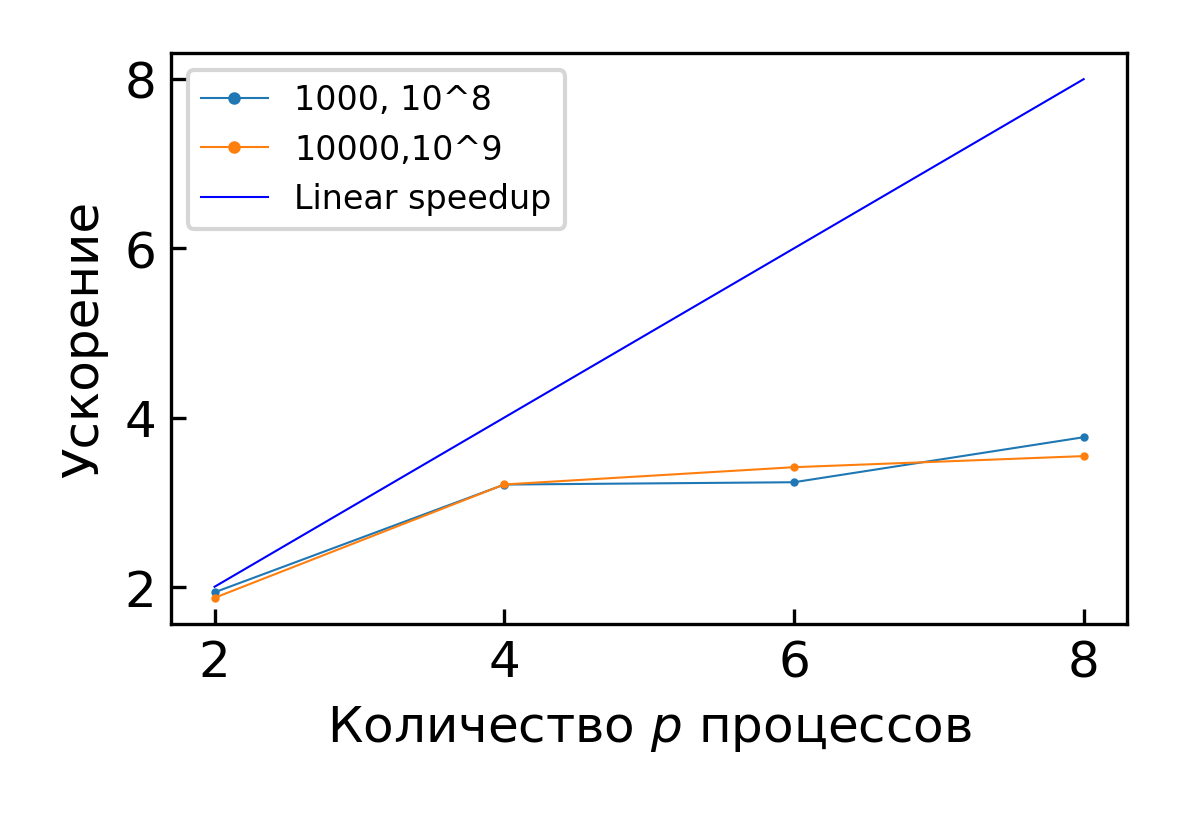 8
6
4
2
Ускорение
1000, 10^8
10000,10^9
Linear speedup
2 4 6 8
Количество p процессов